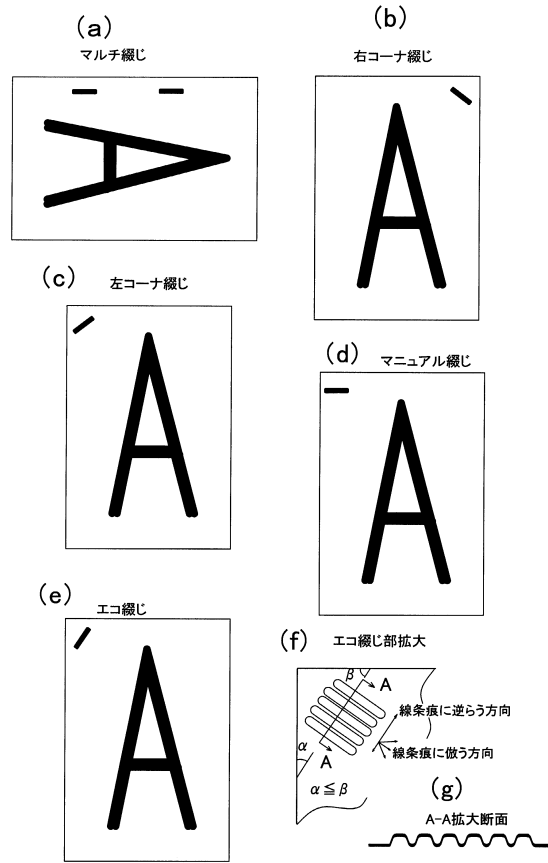 (a)
マルチ綴じ
(b)
右コーナ綴じ
A
A
(c)
左コーナ綴じ
A
(d)
マニュアル綴じ
A
(e)
エコ綴じ
A
(f)
エコ綴じ部拡大
β
A
線条痕に逆らう方向
α
A
線条痕に倣う方向
α≦β
(g)
A-A拡大断面